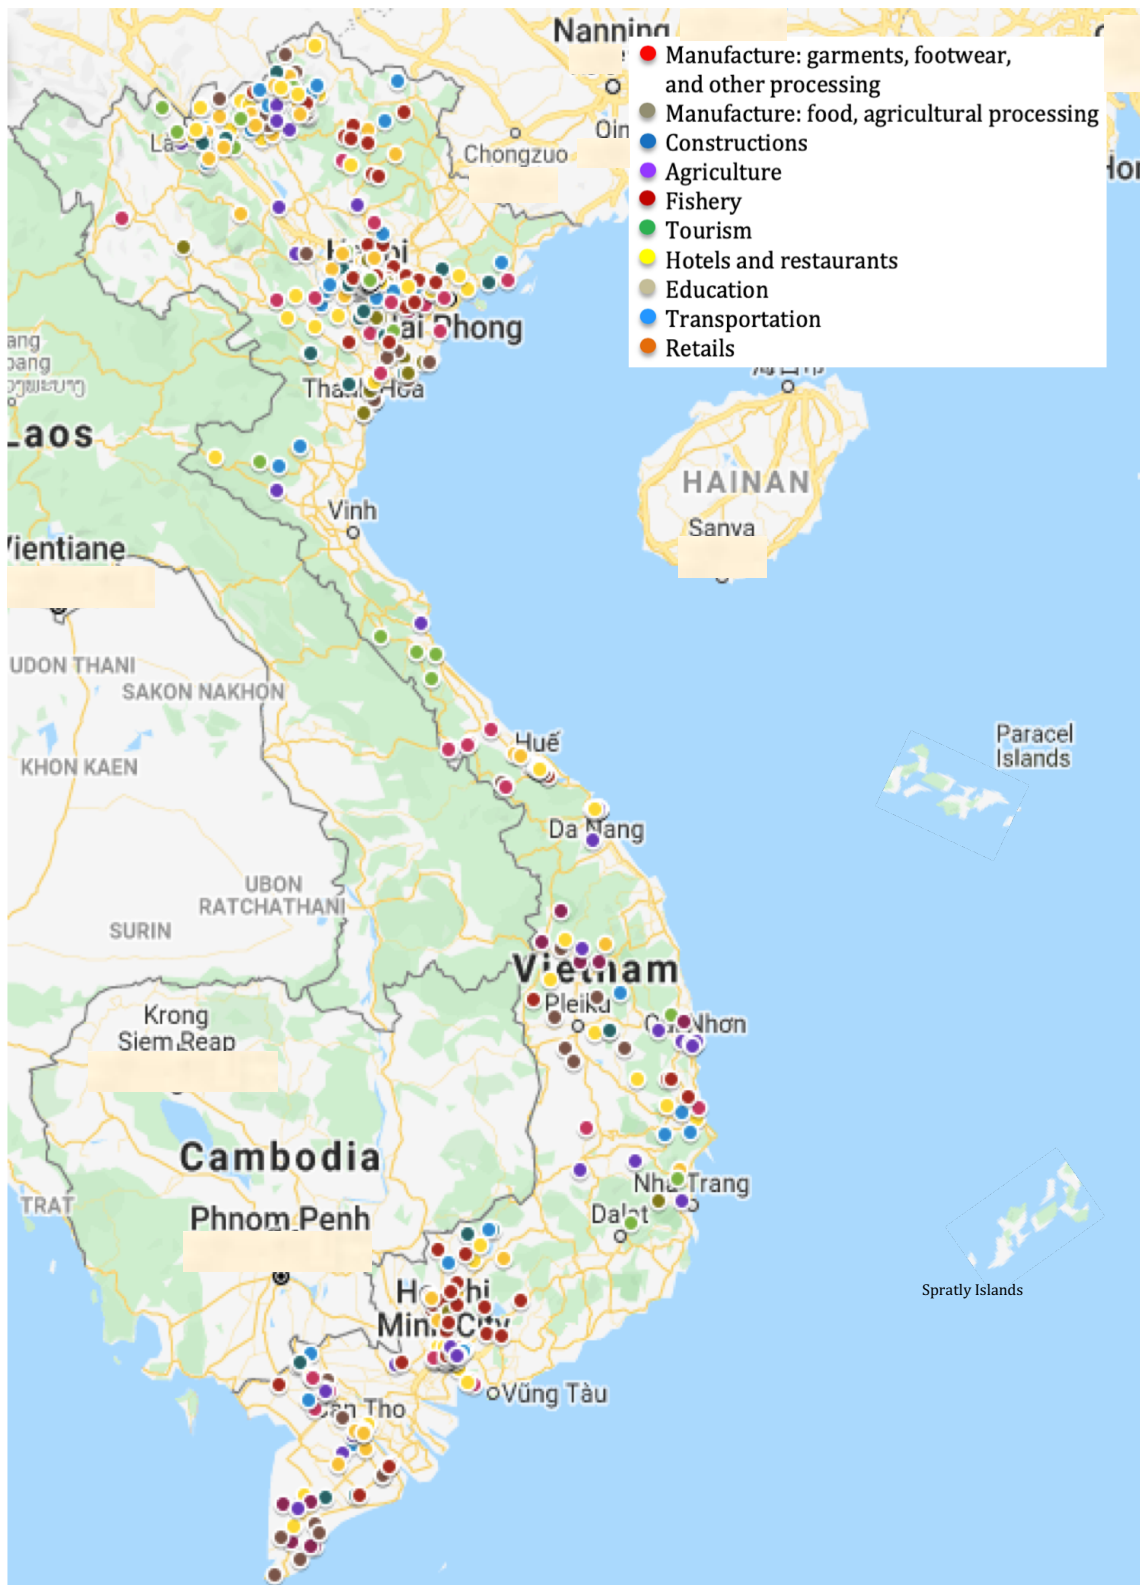 Nanning
Manufacture: garments, footwear,
and other processing
Manufacture: food, agricultural processing
Constructions
Agriculture
Fishery
Tourism
Hotels and restaurants
Education
Transportation
Retails
Chongzuo
Hai Phong
Thanh Hoa
Laos
HAINAN
Sanya
Vinh
Vientiane
UDON THANI
SAKON NAKHON
KHON KAEN
Huế
Paracel
Islands
Da Nang
UBON
RATCHATHANI
SURIN
Vietnam
Pleiku
Krong
Siem Reap
Cambodia
Nha Trang
TRAT
Phnom Penh
Dalat
Spratly Islands
Ho Chi
Minh City
Vũng Tàu
Can Tho